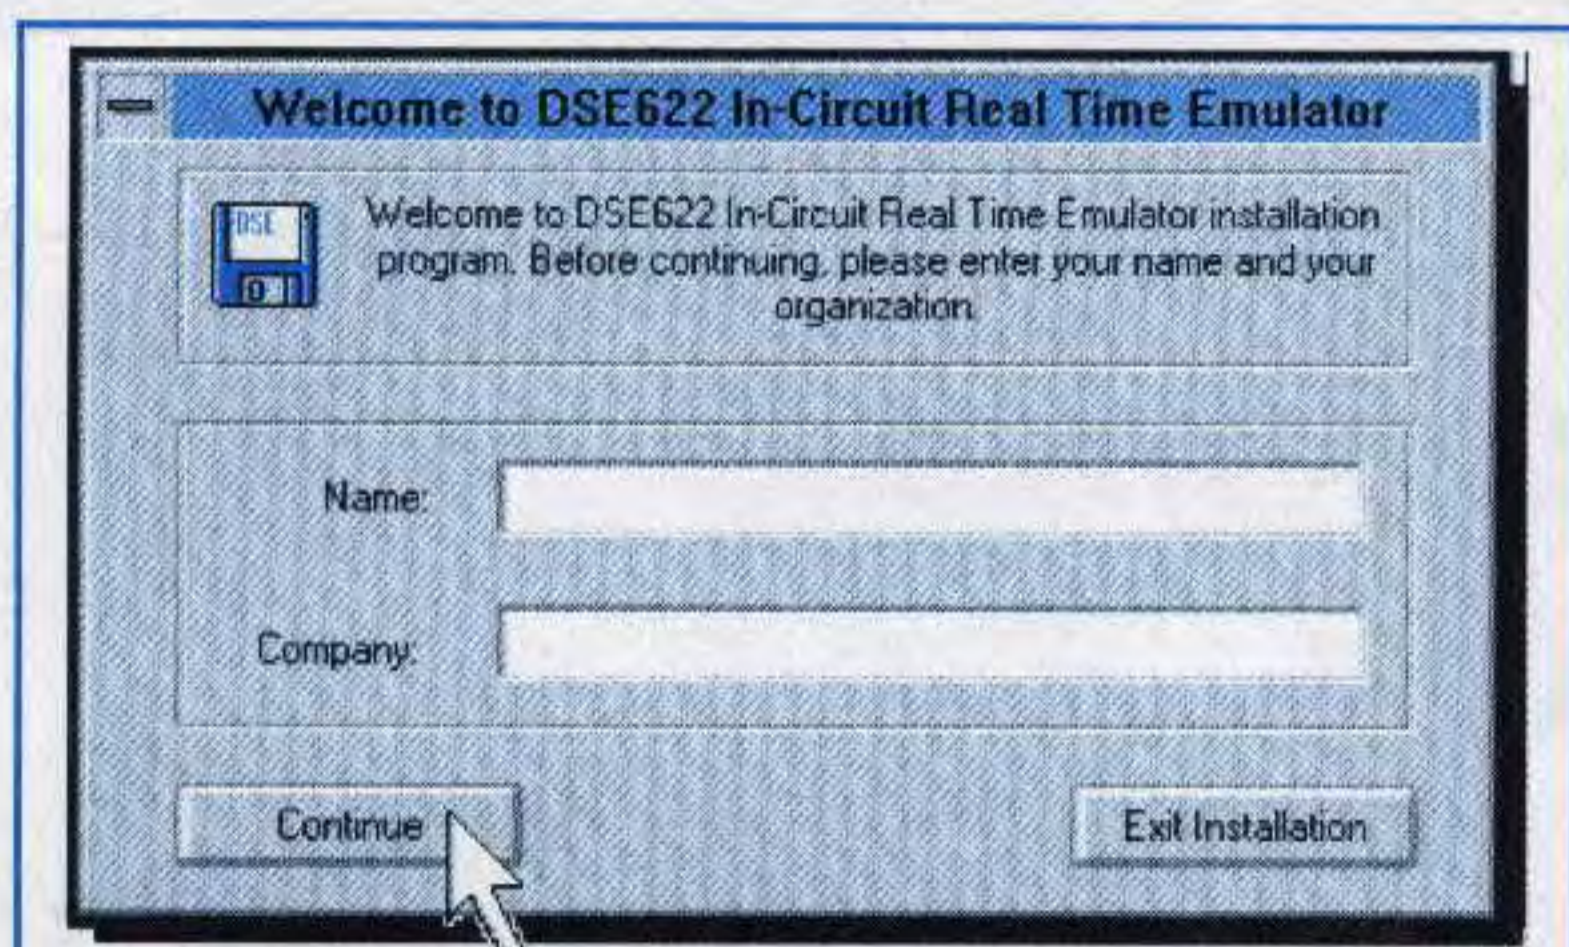 Welcome to DSE622 In-Circuit Real Time Emulator
DSE
Welcome to DSE622 In-Circuit Real Time Emulator installation
program. Before continuing, please enter your name and your
organization.
Name:
Company:
Continue
Exit Installation